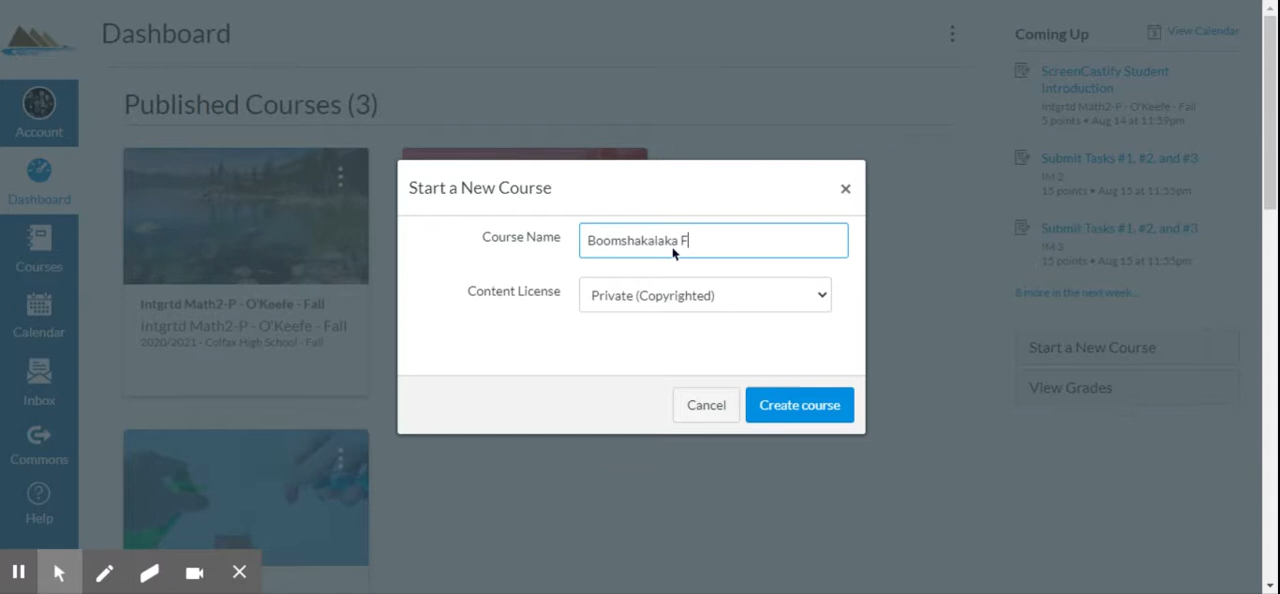 Dashboard
Published Courses (3)
Account
Dashboard
Courses
Calendar
Inbox
Commons
Help
Intgrtd Math2-P - O'Keefe - Fall
Intgrtd Math2-P - O'Keefe - Fall
2020/2021 - Colfax High School - Fall
Start a New Course
×
Course Name
Boomshakalaka F
Content License
Private (Copyrighted)
Cancel
Create course
Coming Up
View Calendar
ScreenCastify Student
Introduction
Intgrtd Math2-P - O'Keefe - Fall
5 points • Aug 14 at 11:59pm
Submit Tasks #1, #2, and #3
IM 2
15 points • Aug 15 at 11:55pm
Submit Tasks #1, #2, and #3
IM 3
15 points • Aug 15 at 11:55pm
8 more in the next week...
Start a New Course
View Grades